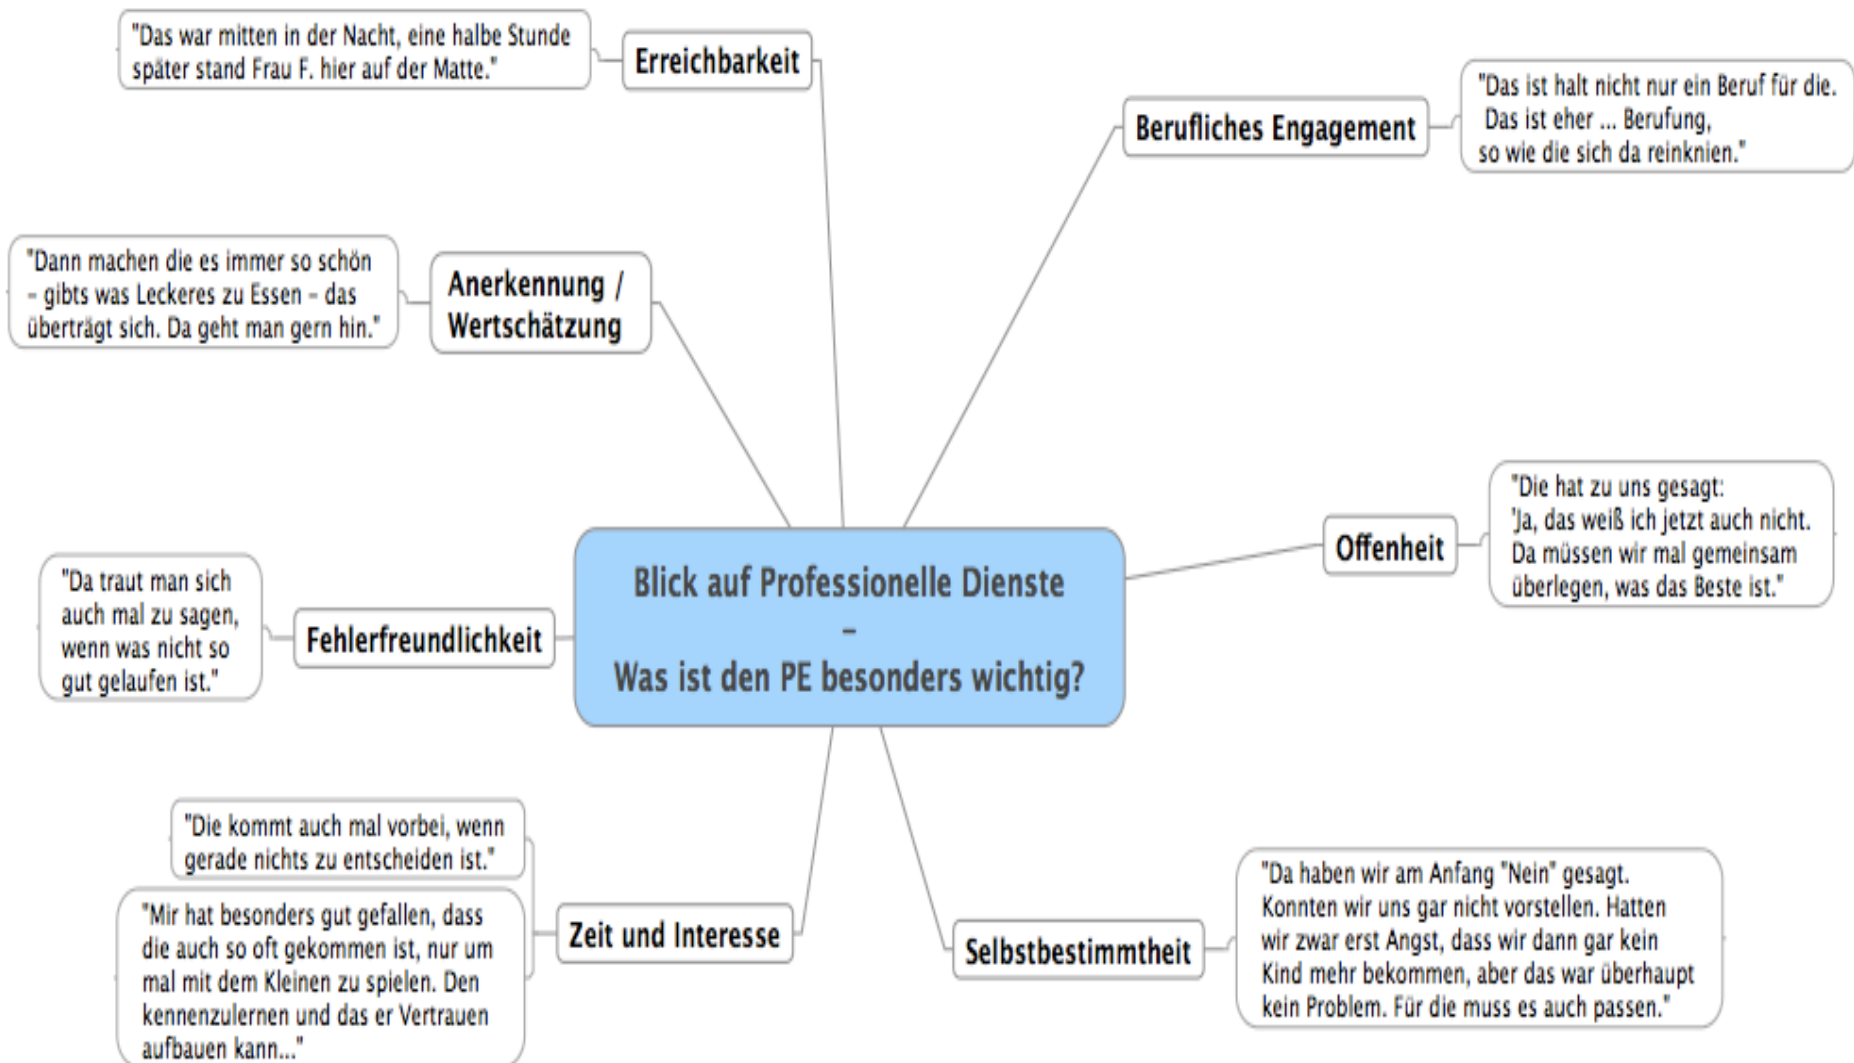 "Das war mitten in der Nacht, eine halbe Stunde
später stand Frau F. hier auf der Matte."
Erreichbarkeit
Berufliches Engagement
"Das ist halt nicht nur ein Beruf für die.
Das ist eher ... Berufung,
so wie die sich da reinknien."
"Dann machen die es immer so schön
– gibts was Leckeres zu Essen – das
überträgt sich. Da geht man gern hin."
Anerkennung /
Wertschätzung
Offenheit
"Die hat zu uns gesagt:
'Ja, das weiß ich jetzt auch nicht.
Da müssen wir mal gemeinsam
überlegen, was das Beste ist."
Blick auf Professionelle Dienste
–
Was ist den PE besonders wichtig?
"Da traut man sich
auch mal zu sagen,
wenn was nicht so
gut gelaufen ist."
Fehlerfreundlichkeit
"Die kommt auch mal vorbei, wenn
gerade nichts zu entscheiden ist."
"Mir hat besonders gut gefallen, dass
die auch so oft gekommen ist, nur um
mal mit dem Kleinen zu spielen. Den
kennenzulernen und das er Vertrauen
aufbauen kann..."
Zeit und Interesse
Selbstbestimmtheit
"Da haben wir am Anfang "Nein" gesagt.
Konnten wir uns gar nicht vorstellen. Hatten
wir zwar erst Angst, dass wir dann gar kein
Kind mehr bekommen, aber das war überhaupt
kein Problem. Für die muss es auch passen."